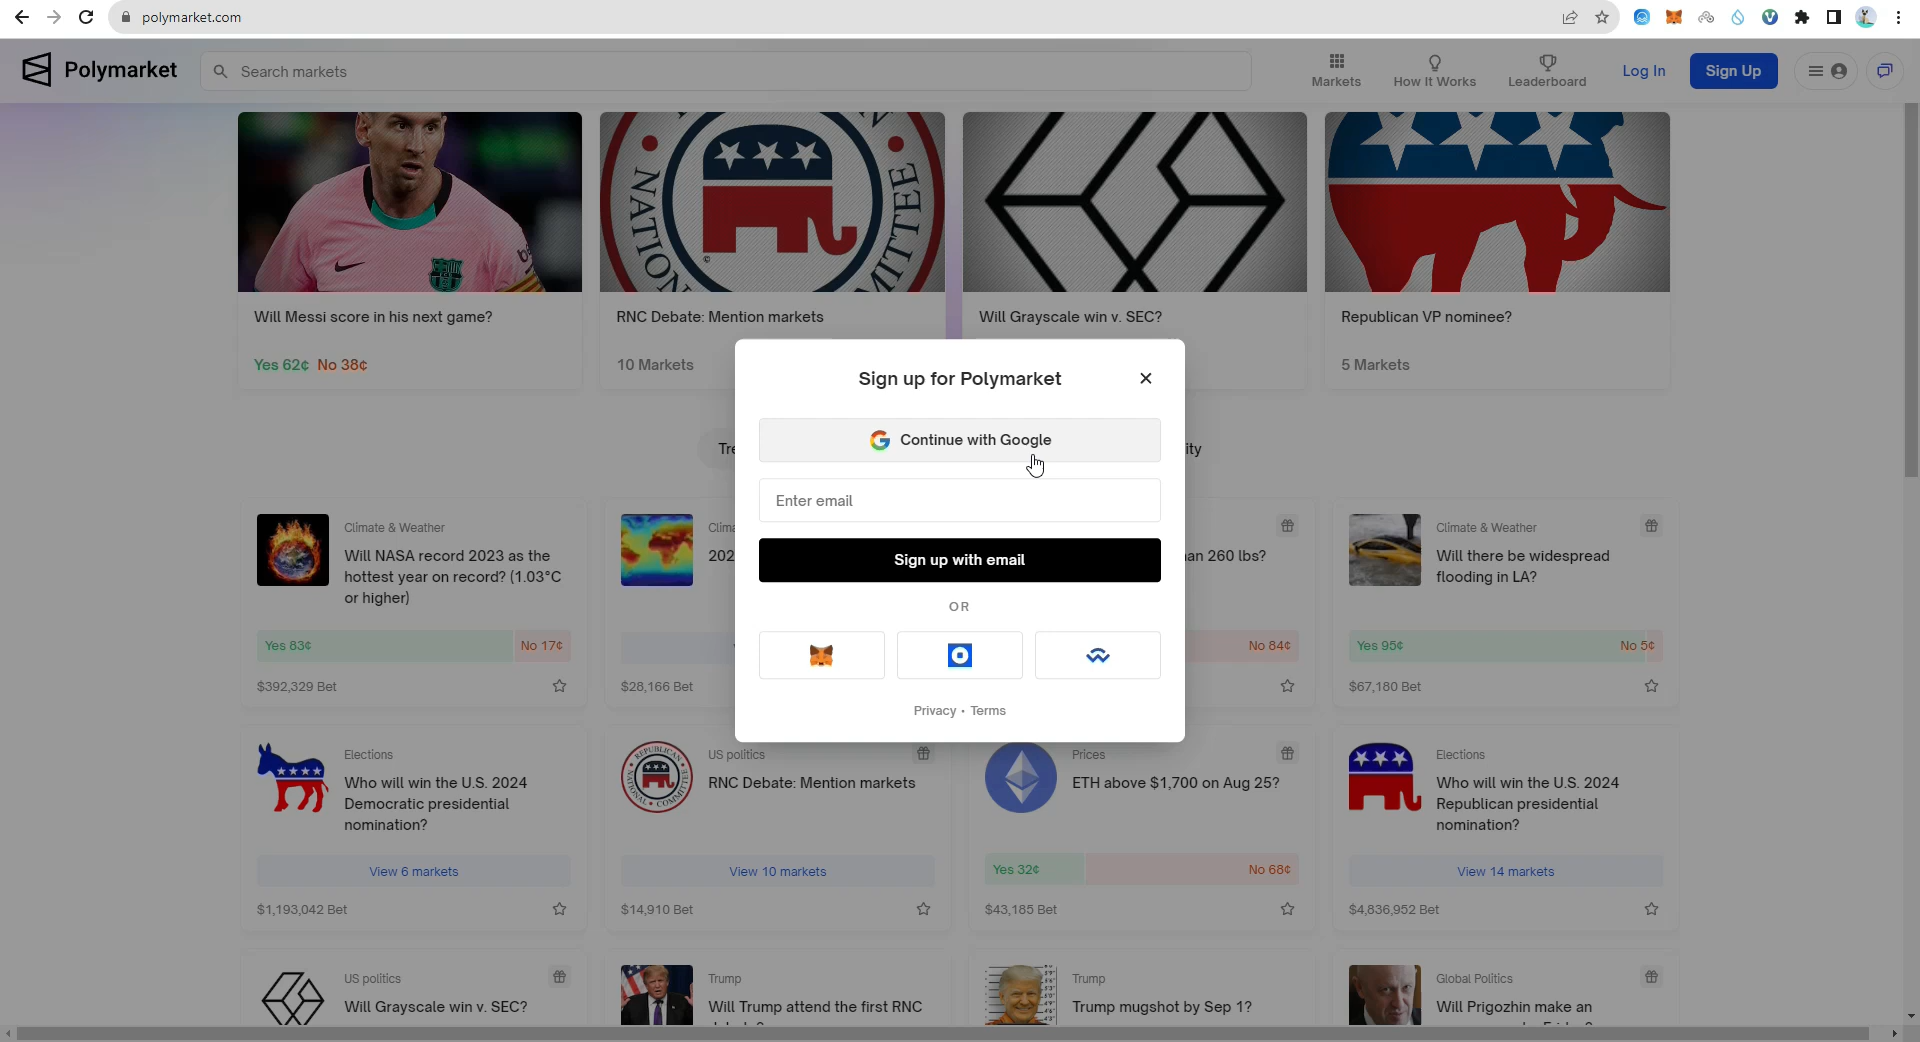 polymarket.com
Polymarket
Search markets
Markets
How It Works
Leaderboard
Log In
Sign Up
NATIONAL
COMMITTEE
Will Messi score in his next game?
Yes 62¢ No 38¢
RNC Debate: Mention markets
10 Markets
Will Grayscale win v. SEC?
Republican VP nominee?
5 Markets
Sign up for Polymarket
Continue with Google
Enter email
Sign up with email
OR
Privacy • Terms
Tre
ity
Climate & Weather
Will NASA record 2023 as the
hottest year on record? (1.03°C
or higher)
Yes 83¢
No 17¢
$392,329 Bet
Clima
202
$28,166 Bet
an 260 lbs?
No 84¢
Climate & Weather
Will there be widespread
flooding in LA?
Yes 95¢
No 5¢
$67,180 Bet
Elections
Who will win the U.S. 2024
Democratic presidential
nomination?
View 6 markets
$1,193,042 Bet
US politics
RNC Debate: Mention markets
View 10 markets
$14,910 Bet
Prices
ETH above $1,700 on Aug 25?
Yes 32¢
No 68¢
$43,185 Bet
Elections
Who will win the U.S. 2024
Republican presidential
nomination?
View 14 markets
$4,836,952 Bet
US politics
Will Grayscale win v. SEC?
Trump
Will Trump attend the first RNC
Trump
Trump mugshot by Sep 1?
Global Politics
Will Prigozhin make an